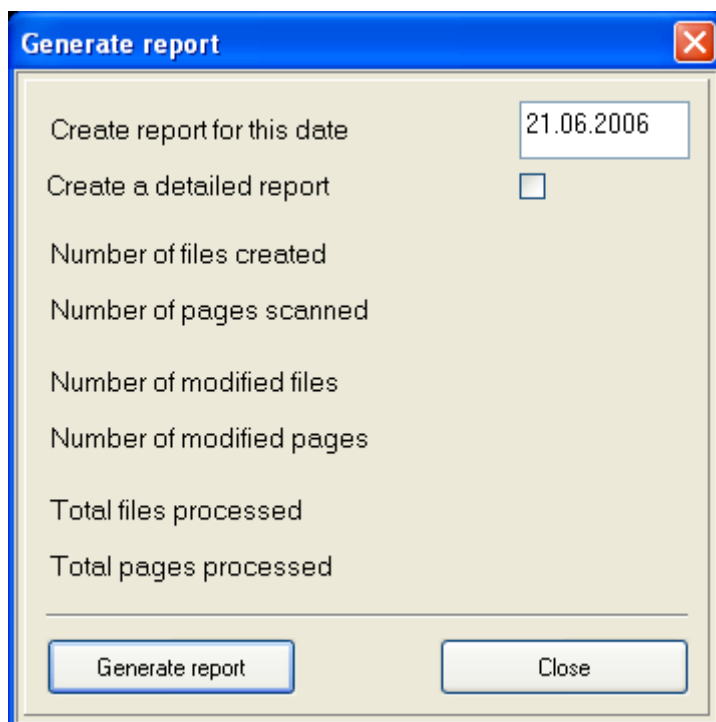 Generate report
Create report for this date 21.06.2006
Create a detailed report
Number of files created
Number of pages scanned
Number of modified files
Number of modified pages
Total files processed
Total pages processed
Generate report Close